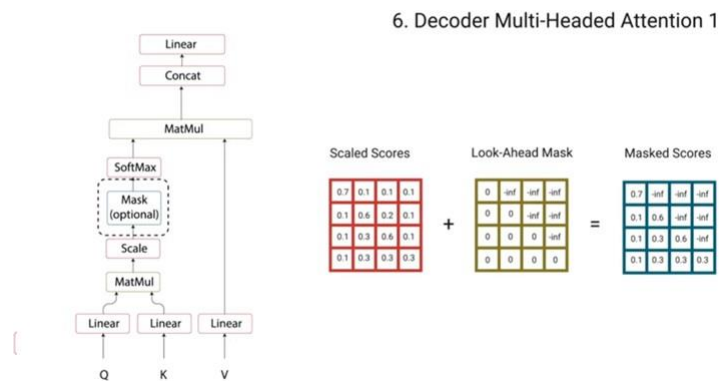 6. Decoder Multi-Headed Attention 1
Linear
Concat
MatMul
SoftMax
Mask
(optional)
Scale
MatMul
Linear Linear Linear
Q K V
Scaled Scores
0.7 0.1 0.1 0.1
0.1 0.6 0.2 0.1
0.1 0.3 0.6 0.1
0.1 0.3 0.3 0.3
+
Look-Ahead Mask
0 -inf -inf -inf
0 0 -inf -inf
0 0 0 -inf
0 0 0 0
=
Masked Scores
0.7 -inf -inf -inf
0.1 0.6 -inf -inf
0.1 0.3 0.6 -inf
0.1 0.3 0.3 0.3